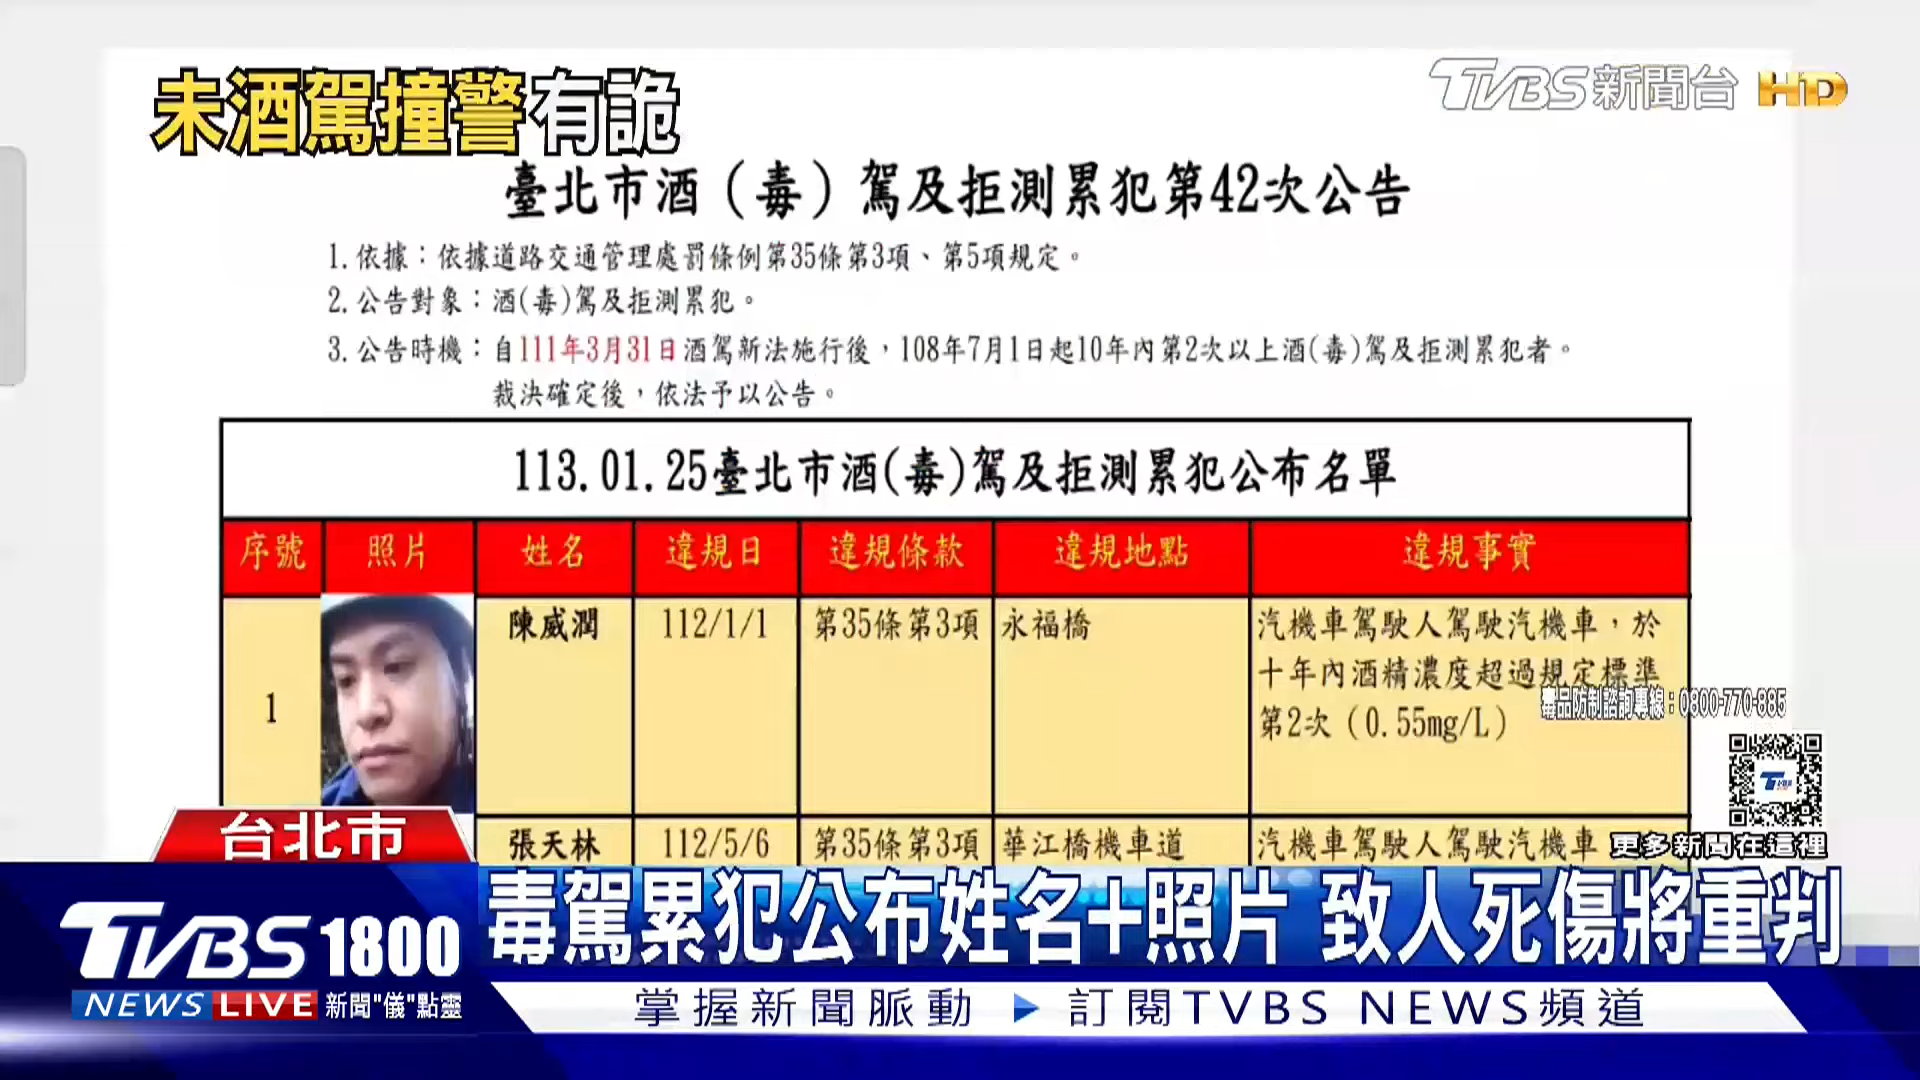 未酒駕撞警有詭
TVBS新聞台 HD
臺北市酒(毒)駕及拒測累犯第42次公告
1.依據：依據道路交通管理處罰條例第35條第3項、第5項規定。
2.公告對象：酒(毒)駕及拒測累犯。
3.公告時機：自111年3月31日酒駕新法施行後，108年7月1日起10年內第2次以上酒(毒)駕及拒測累犯者。
裁決確定後，依法予以公告。
113.01.25臺北市酒(毒)駕及拒測累犯公布名單
序號 照片 姓名 違規日 違規條款 違規地點 違規事實
1 陳威潤 112/1/1 第35條第3項 永福橋 汽機車駕駛人駕駛汽機車，於
十年內酒精濃度超過規定標準
第2次（0.55mg/L）
毒品防制諮詢專線：0800-770-885
張天林 112/5/6 第35條第3項 華江橋機車道 汽機車駕駛人駕駛汽機車
更多新聞在這裡
台北市
毒駕累犯公布姓名+照片 致人死傷將重判
TVBS 1800
NEWS LIVE 新聞"儀"點靈
掌握新聞脈動 ▶ 訂閱TVBS NEWS頻道